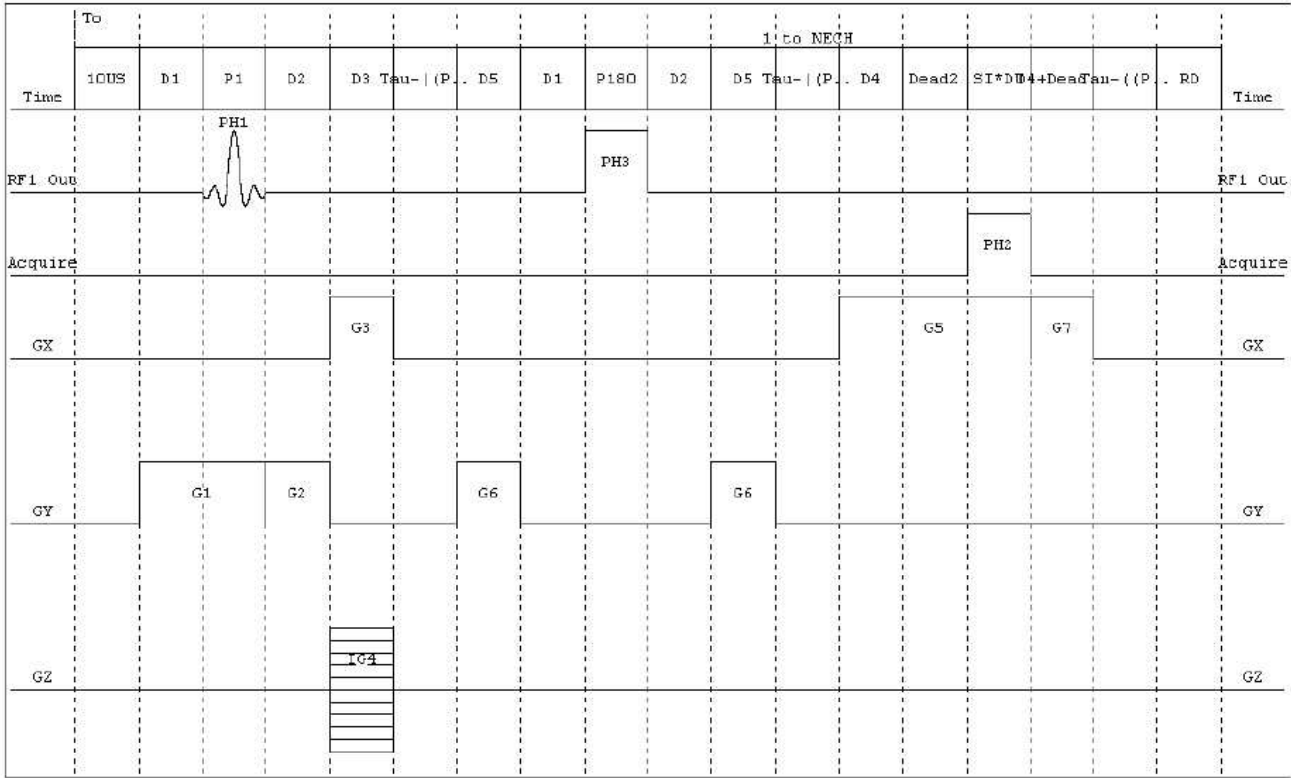 To
1 to NECH
10US D1 P1 D2 D3 Tau-|(P.. D5 D1 P180 D2 D5 Tau-|(P.. D4 Dead2 SI*DW D4+Dead Tau-((P.. RD
Time Time
PH1
PH3
RF1 Out RF1 Out
PH2
Acquire Acquire
G3 G5 G7
GX GX
G1 G2 G6 G6
GY GY
IG4
GZ GZ